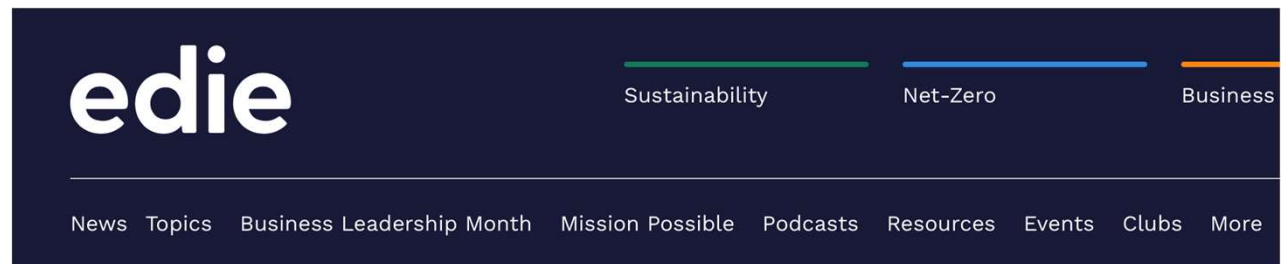 edie
Sustainability Net-Zero Business
News Topics Business Leadership Month Mission Possible Podcasts Resources Events Clubs More